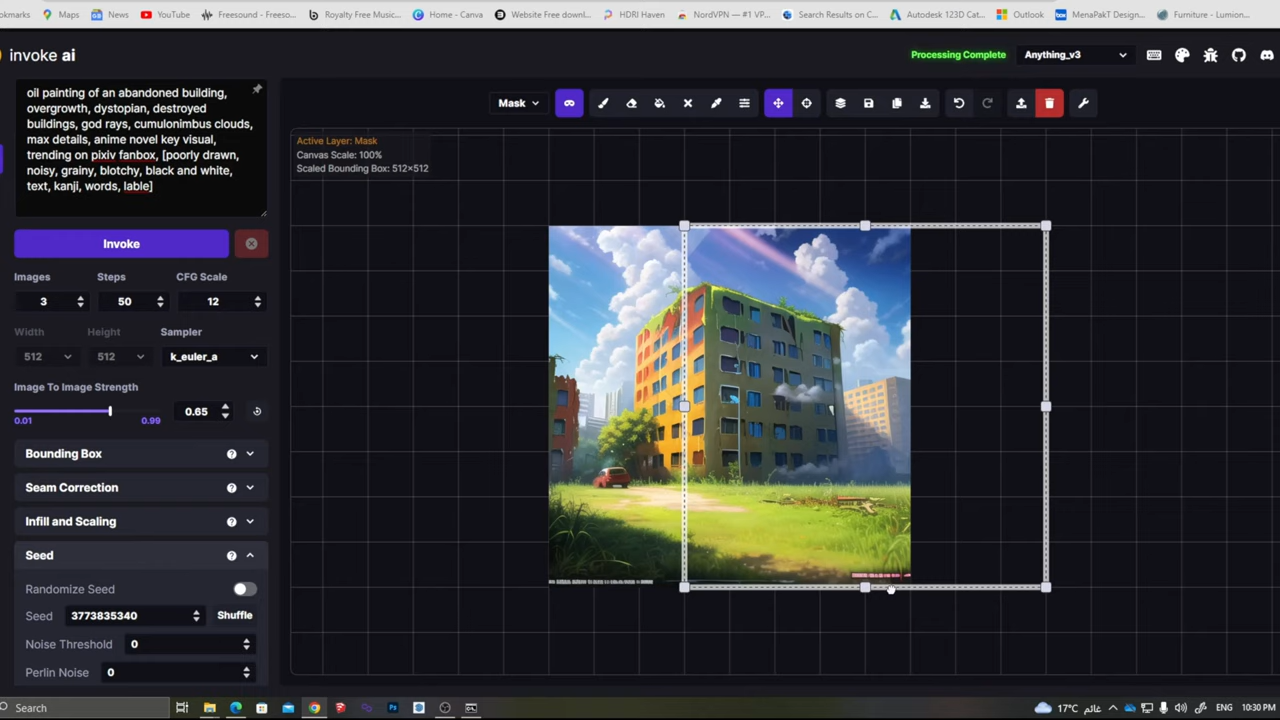 ookmarks Maps News YouTube Freesound - Freeso... Royalty Free Music... Home - Canva Website Free downl... HDRI Haven NordVPN — #1 VP... Search Results on C... Autodesk 123D Cat... Outlook MenaPakT Design... Furniture - Lumion...
invoke ai
Processing Complete
Anything_v3
oil painting of an abandoned building,
overgrowth, dystopian, destroyed
buildings, god rays, cumulonimbus clouds,
max details, anime novel key visual,
trending on pixiv fanbox, [poorly drawn,
noisy, grainy, blotchy, black and white,
text, kanji, words, lable]
Mask
Active Layer: Mask
Canvas Scale: 100%
Scaled Bounding Box: 512×512
Invoke
Images Steps CFG Scale
3 50 12
Width Height Sampler
512 512 k_euler_a
Image To Image Strength
0.65
0.01 0.99
Bounding Box
Seam Correction
Infill and Scaling
Seed
Randomize Seed
Seed 3773835340 Shuffle
Noise Threshold 0
Perlin Noise 0
Search
17°C غائم ENG 10:30 PM